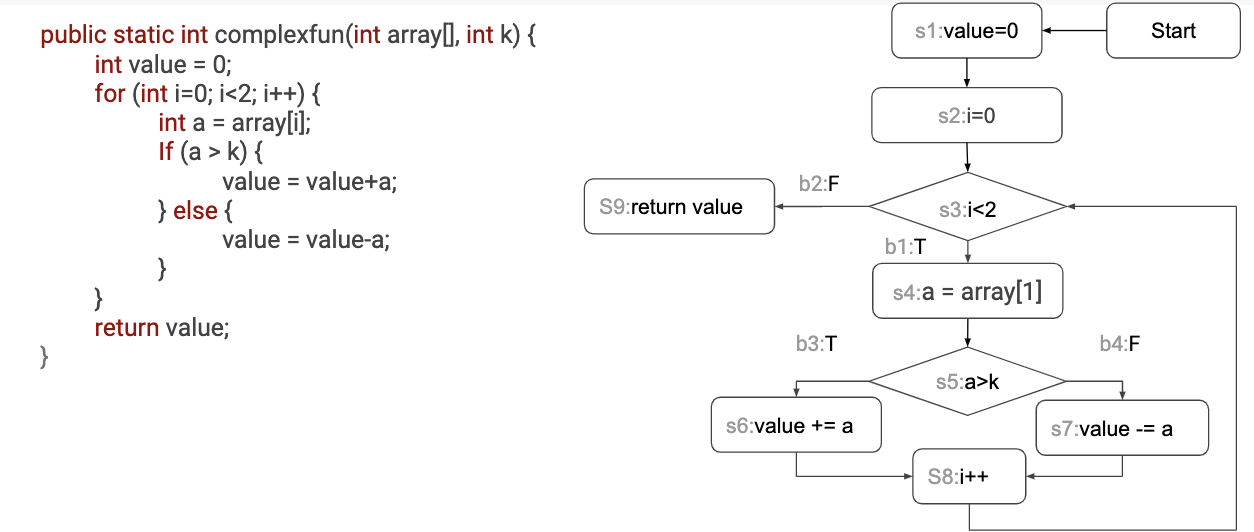 public static int complexfun(int array[], int k) {
int value = 0;
for (int i=0; i<2; i++) {
int a = array[i];
If (a > k) {
value = value+a;
} else {
value = value-a;
}
}
return value;
}
s1:value=0
Start
s2:i=0
b2:F
S9:return value
s3:i<2
b1:T
s4:a = array[1]
b3:T
b4:F
s5:a>k
s6:value += a
s7:value -= a
S8:i++